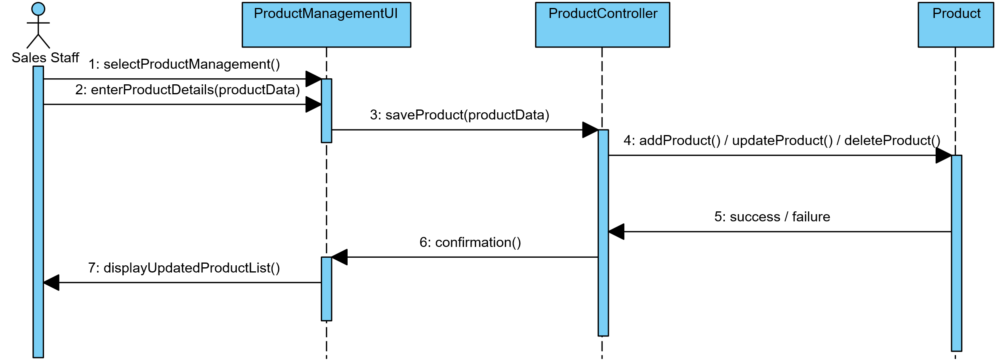 ProductManagementUI
ProductController
Product
Sales Staff
1: selectProductManagement()
2: enterProductDetails(productData)
3: saveProduct(productData)
4: addProduct() / updateProduct() / deleteProduct()
5: success / failure
6: confirmation()
7: displayUpdatedProductList()